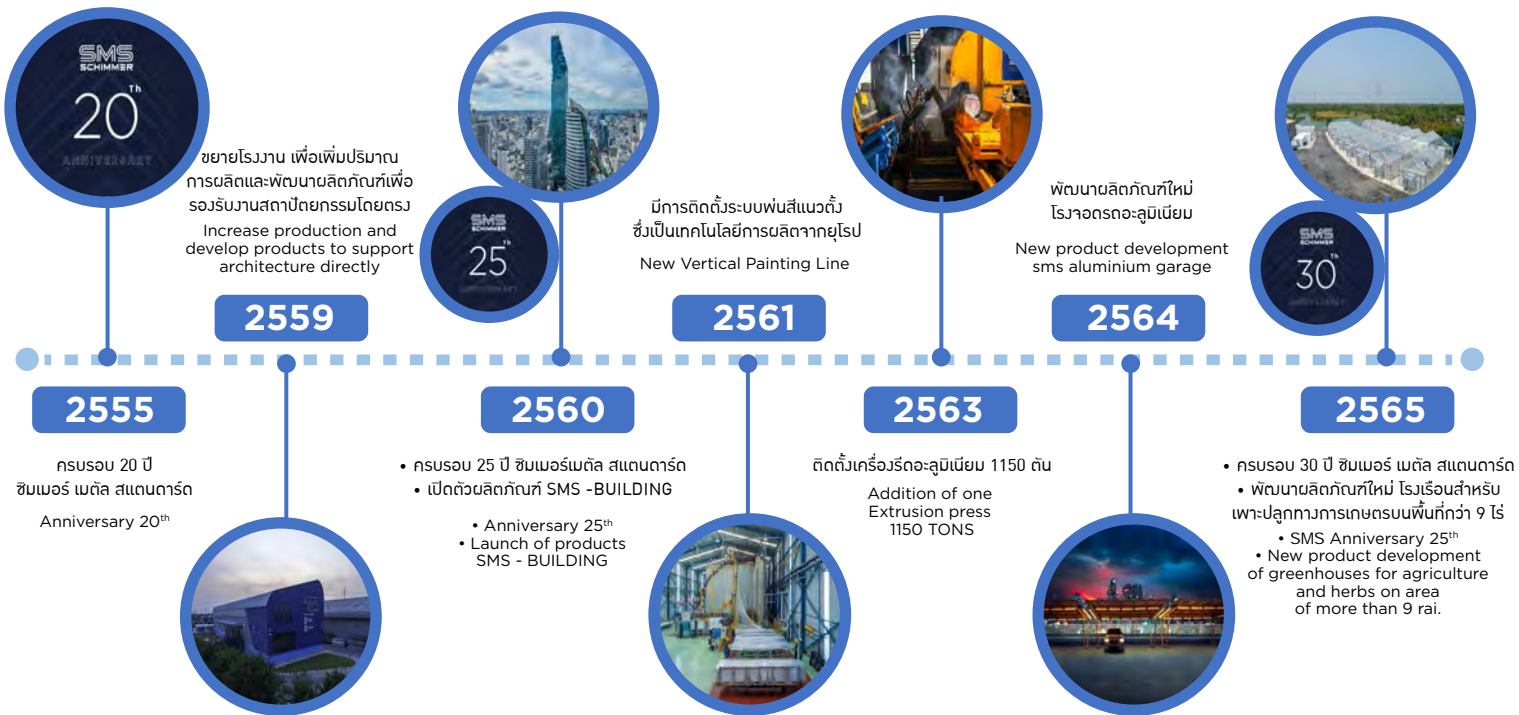 SMS
SCHIMMER
20Th
ANNIVERSARY
ขยายโรงงาน เพื่อเพิ่มปริมาณ
การผลิตและพัฒนาผลิตภัณฑ์เพื่อ
รองรับงานสถาปัตยกรรมโดยตรง
Increase production and
develop products to support
architecture directly
2559
SMS
SCHIMMER
25Th
ANNIVERSARY
มีการติดตั้งระบบพ่นสีแนวตั้ง
ซึ่งเป็นเทคโนโลยีการผลิตจากยุโรป
New Vertical Painting Line
2561
พัฒนาผลิตภัณฑ์ใหม่
โรงจอดรถอะลูมิเนียม
New product development
sms aluminium garage
2564
SMS
SCHIMMER
30Th
ANNIVERSARY
2555
ครบรอบ 20 ปี
ซิมเมอร์ เมตัล สแตนดาร์ด
Anniversary 20th
2560
• ครบรอบ 25 ปี ซิมเมอร์เมตัล สแตนดาร์ด
• เปิดตัวผลิตภัณฑ์ SMS -BUILDING
• Anniversary 25th
• Launch of products
SMS - BUILDING
2563
ติดตั้งเครื่องรีดอะลูมิเนียม 1150 ตัน
Addition of one
Extrusion press
1150 TONS
2565
• ครบรอบ 30 ปี ซิมเมอร์ เมตัล สแตนดาร์ด
• พัฒนาผลิตภัณฑ์ใหม่ โรงเรือนสำหรับ
เพาะปลูกทางการเกษตรบนพื้นที่กว่า 9 ไร่
• SMS Anniversary 25th
• New product development
of greenhouses for agriculture
and herbs on area
of more than 9 rai.